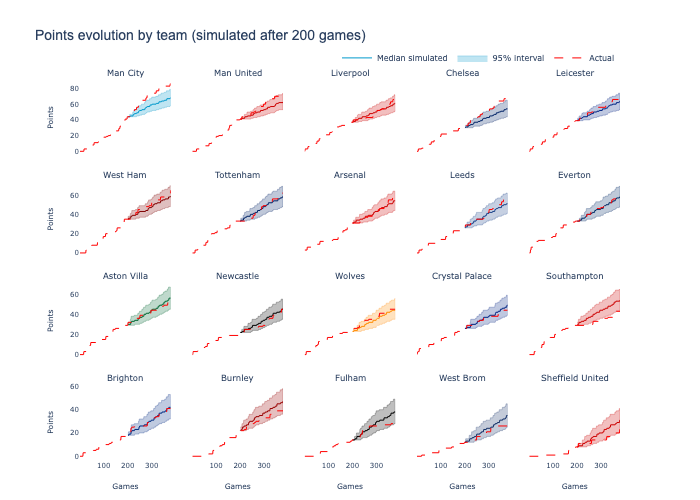 Points evolution by team (simulated after 200 games)
Median simulated 95% interval Actual
Man City Man United Liverpool Chelsea Leicester
80
60
40
20
0
Points
West Ham Tottenham Arsenal Leeds Everton
60
40
20
0
Points
Aston Villa Newcastle Wolves Crystal Palace Southampton
60
40
20
0
Points
Brighton Burnley Fulham West Brom Sheffield United
60
40
20
0
Points
100 200 300 100 200 300 100 200 300 100 200 300 100 200 300
Games Games Games Games Games